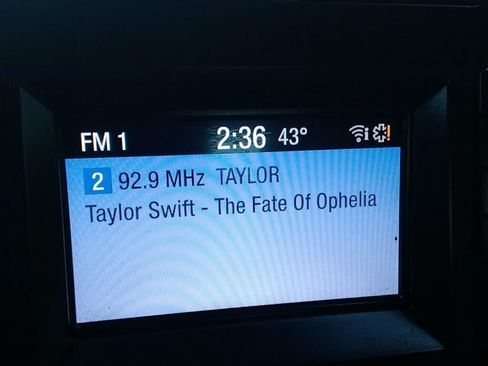 FM 1 2:36 43°
2 92.9 MHz TAYLOR
Taylor Swift - The Fate Of Ophelia